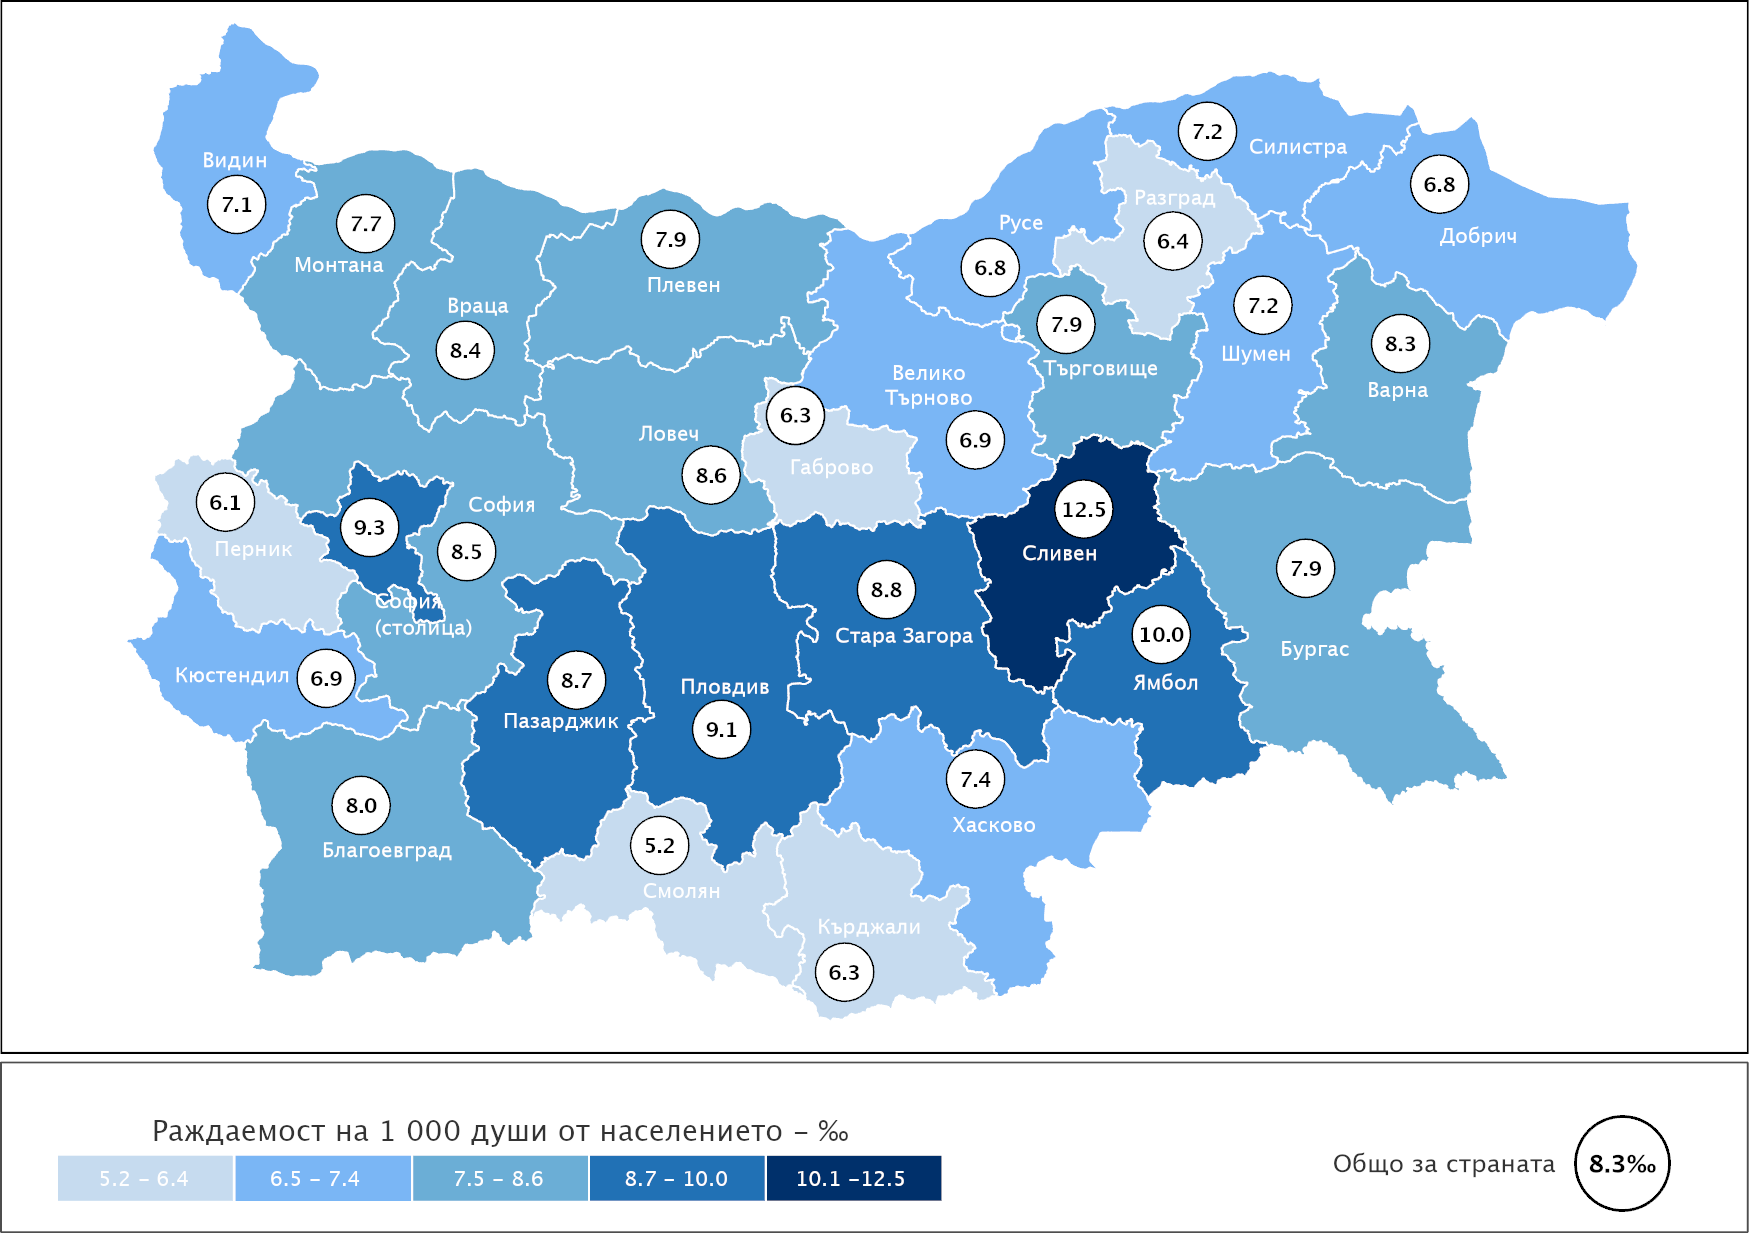 Видин
7.1
7.7
Монтана
Враца
8.4
7.9
Плевен
7.2
Силистра
6.8
Добрич
Русе
6.8
Разград
6.4
7.9
Търговище
7.2
Шумен
8.3
Варна
Велико
Търново
6.9
6.3
Габрово
Ловеч
8.6
6.1
Перник
9.3
София
(столица)
София
8.5
12.5
Сливен
7.9
Бургас
8.8
Стара Загора
10.0
Ямбол
Кюстендил
6.9
8.7
Пазарджик
Пловдив
9.1
7.4
Хасково
8.0
Благоевград
5.2
Смолян
Кърджали
6.3
Раждаемост на 1 000 души от населението – ‰
5.2 – 6.4
6.5 – 7.4
7.5 – 8.6
8.7 – 10.0
10.1 –12.5
Общо за страната
8.3‰